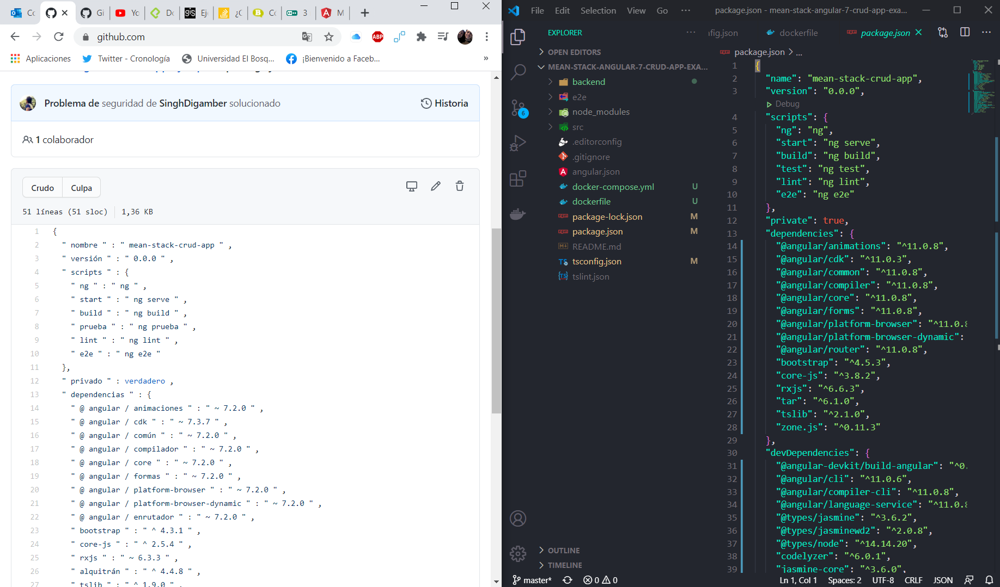 Cc
Gi
Yo
Do
Eje
¿C
Co
3
M
github.com
ABP
Aplicaciones
Twitter - Cronología
Universidad El Bosq...
¡Bienvenido a Faceb...
»
Problema de seguridad de SinghDigamber solucionado
Historia
1 colaborador
Crudo
Culpa
51 líneas (51 sloc)
1,36 KB
1 {
2 " nombre " : " mean-stack-crud-app " ,
3 " versión " : " 0.0.0 " ,
4 " scripts " : {
5 " ng " : " ng " ,
6 " start " : " ng serve " ,
7 " build " : " ng build " ,
8 " prueba " : " ng prueba " ,
9 " lint " : " ng lint " ,
10 " e2e " : " ng e2e "
11 },
12 " privado " : verdadero ,
13 " dependencias " : {
14 " @ angular / animaciones " : " ~ 7.2.0 " ,
15 " @ angular / cdk " : " ~ 7.3.7 " ,
16 " @ angular / común " : " ~ 7.2.0 " ,
17 " @ angular / compilador " : " ~ 7.2.0 " ,
18 " @ angular / core " : " ~ 7.2.0 " ,
19 " @ angular / formas " : " ~ 7.2.0 " ,
20 " @ angular / platform-browser " : " ~ 7.2.0 " ,
21 " @ angular / platform-browser-dynamic " : " ~ 7.2.0 " ,
22 " @ angular / enrutador " : " ~ 7.2.0 " ,
23 " bootstrap " : " ^ 4.3.1 " ,
24 " core-js " : " ^ 2.5.4 " ,
25 " rxjs " : " ~ 6.3.3 " ,
26 " alquitrán " : " ^ 4.4.8 " ,
27 " tslib " : " ^ 1.9.0 " ,
File Edit Selection View Go ··· package.json - mean-stack-angular-7-crud-app-exa...
EXPLORER
···
ıfig.json
dockerfile
package.json
···
OPEN EDITORS
MEAN-STACK-ANGULAR-7-CRUD-APP-EXA...
backend
e2e
node_modules
src
.editorconfig
.gitignore
angular.json
docker-compose.yml U
dockerfile U
package-lock.json M
package.json M
README.md
tsconfig.json M
tslint.json
6
OUTLINE
TIMELINE
package.json > ...
1 {
2 "name": "mean-stack-crud-app",
3 "version": "0.0.0",
Debug
4 "scripts": {
5 "ng": "ng",
6 "start": "ng serve",
7 "build": "ng build",
8 "test": "ng test",
9 "lint": "ng lint",
10 "e2e": "ng e2e"
11 },
12 "private": true,
13 "dependencies": {
14 "@angular/animations": "^11.0.8",
15 "@angular/cdk": "^11.0.3",
16 "@angular/common": "^11.0.8",
17 "@angular/compiler": "^11.0.8",
18 "@angular/core": "^11.0.8",
19 "@angular/forms": "^11.0.8",
20 "@angular/platform-browser": "^11.0.8
21 "@angular/platform-browser-dynamic":
22 "@angular/router": "^11.0.8",
23 "bootstrap": "^4.5.3",
24 "core-js": "^3.8.2",
25 "rxjs": "^6.6.3",
26 "tar": "^6.1.0",
27 "tslib": "^2.1.0",
28 "zone.js": "^0.11.3"
29 },
30 "devDependencies": {
31 "@angular-devkit/build-angular": "^0.
32 "@angular/cli": "^11.0.6",
33 "@angular/compiler-cli": "^11.0.8",
34 "@angular/language-service": "^11.0.8
35 "@types/jasmine": "^3.6.2",
36 "@types/jasminewd2": "^2.0.8",
37 "@types/node": "^14.14.20",
38 "codelyzer": "^6.0.1",
39 "jasmine-core": "^3.6.0",
master* 0 0 Ln 1, Col 1 Spaces: 2 UTF-8 CRLF JSON